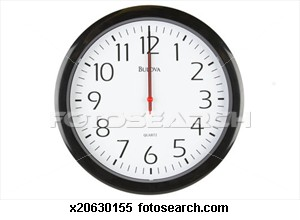 12
11 1
10 2
BULOVA
9 3
FOTOSEARCH
8 4
QUARTZ
7 5
6
x20630155 fotosearch.com